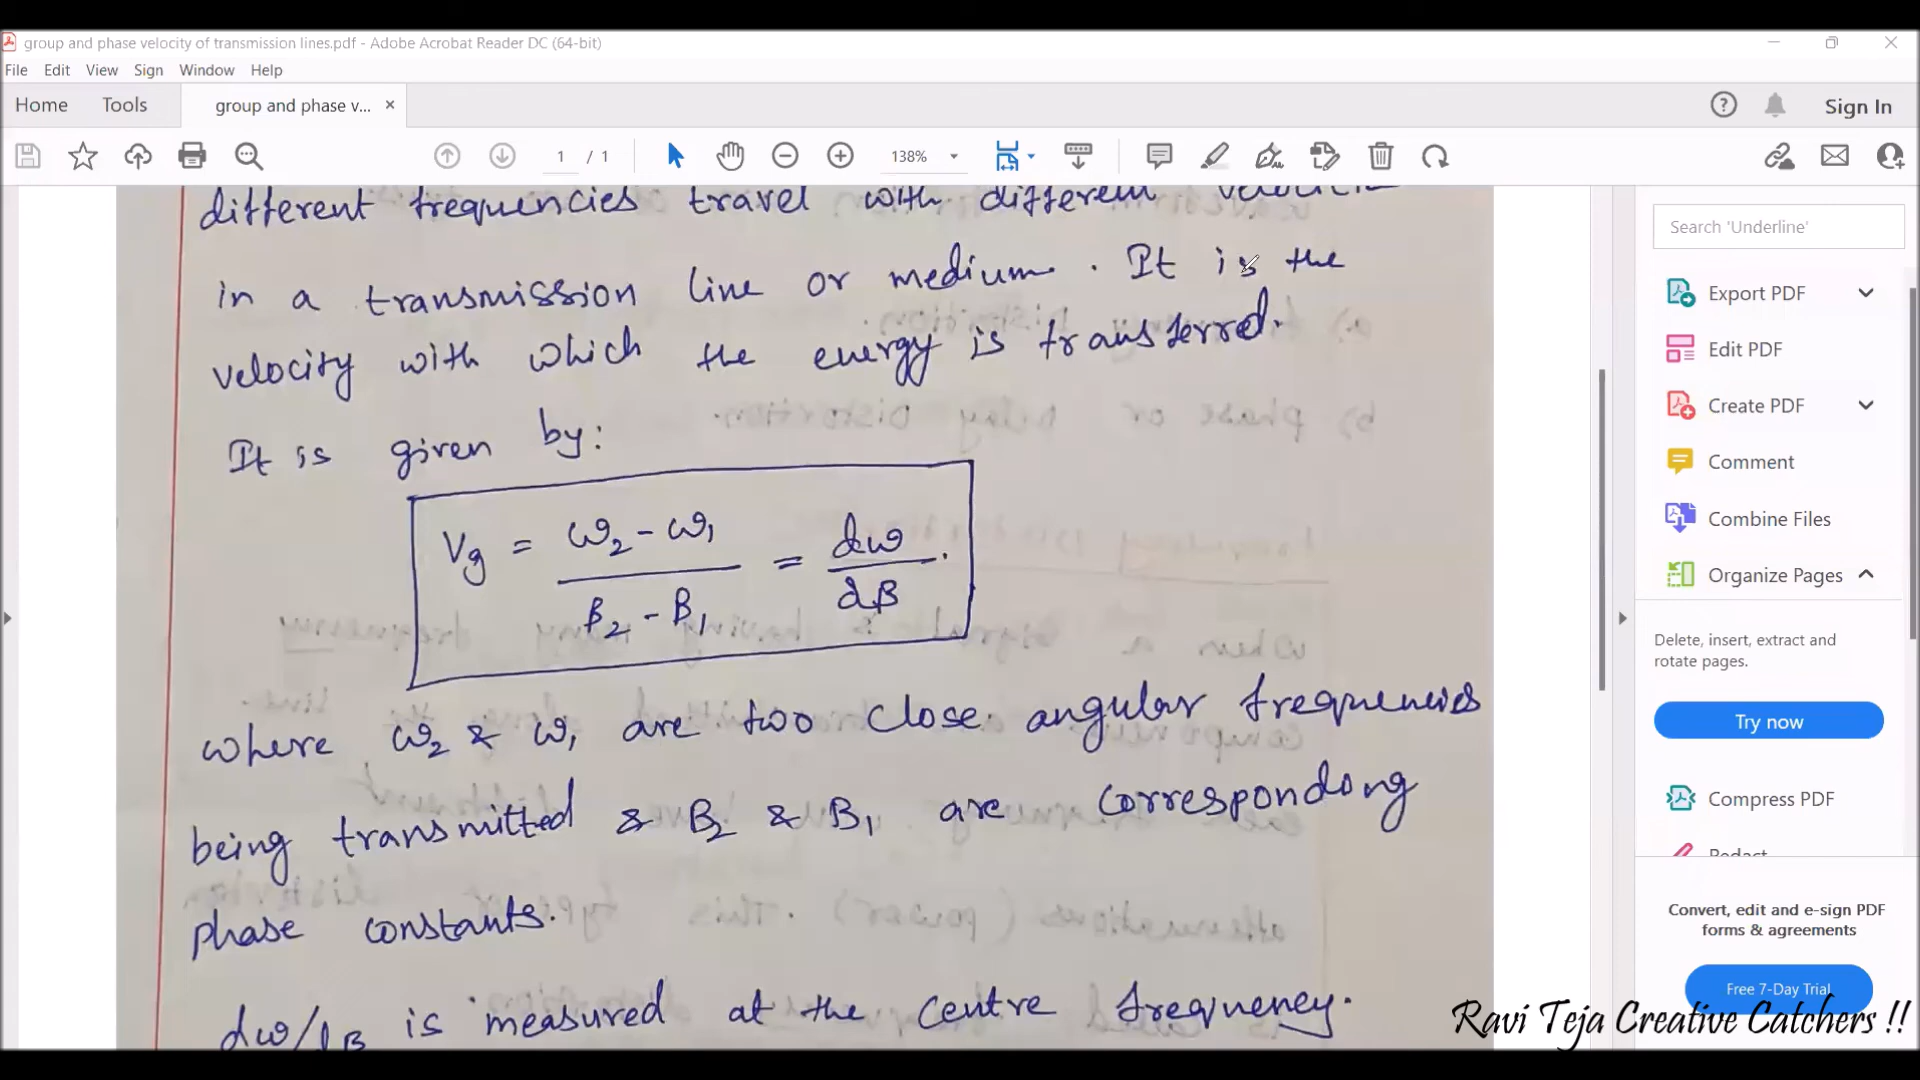 group and phase velocity of transmission lines.pdf - Adobe Acrobat Reader DC (64-bit)
File Edit View Sign Window Help
Home Tools group and phase v... × Sign In
1 / 1 138%
different frequencies travel with different
in a transmission line or medium. It is the
velocity with which the energy is transferred.
It is given by:
Vg = ω2 - ω1 / β2 - β1 = dω / dβ.
where ω2 & ω1 are two close angular frequencies
being transmitted & β2 & β1 are correspondong
phase constants.
dω/dβ is measured at the centre frequency.
Search 'Underline'
Export PDF
Edit PDF
Create PDF
Comment
Combine Files
Organize Pages
Delete, insert, extract and
rotate pages.
Try now
Compress PDF
Redact
Convert, edit and e-sign PDF
forms & agreements
Free 7-Day Trial
Ravi Teja Creative Catchers !!